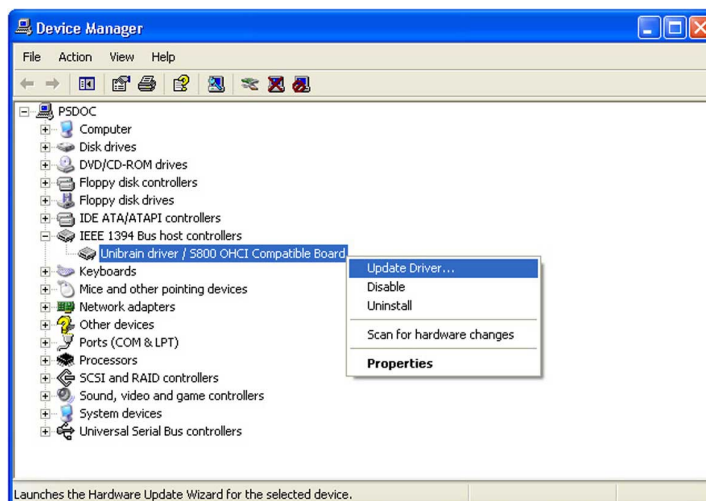 Device Manager
File Action View Help
PSDOC
Computer
Disk drives
DVD/CD-ROM drives
Floppy disk controllers
Floppy disk drives
IDE ATA/ATAPI controllers
IEEE 1394 Bus host controllers
Unibrain driver / S800 OHCI Compatible Board
Keyboards
Mice and other pointing devices
Network adapters
Other devices
Ports (COM & LPT)
Processors
SCSI and RAID controllers
Sound, video and game controllers
System devices
Universal Serial Bus controllers
Update Driver...
Disable
Uninstall
Scan for hardware changes
Properties
Launches the Hardware Update Wizard for the selected device.